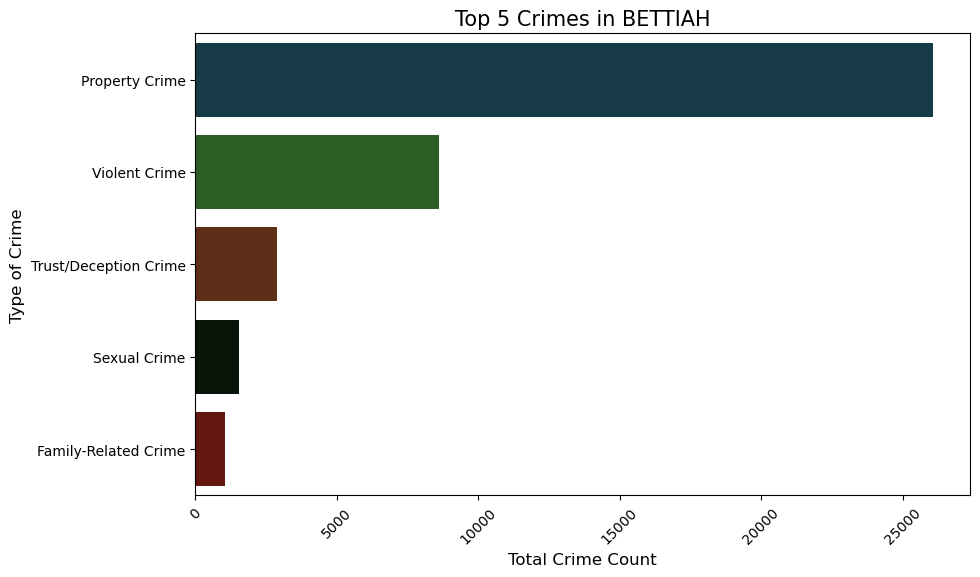 Top 5 Crimes in BETTIAH
Type of Crime
Property Crime
Violent Crime
Trust/Deception Crime
Sexual Crime
Family-Related Crime
0
5000
10000
15000
20000
25000
Total Crime Count